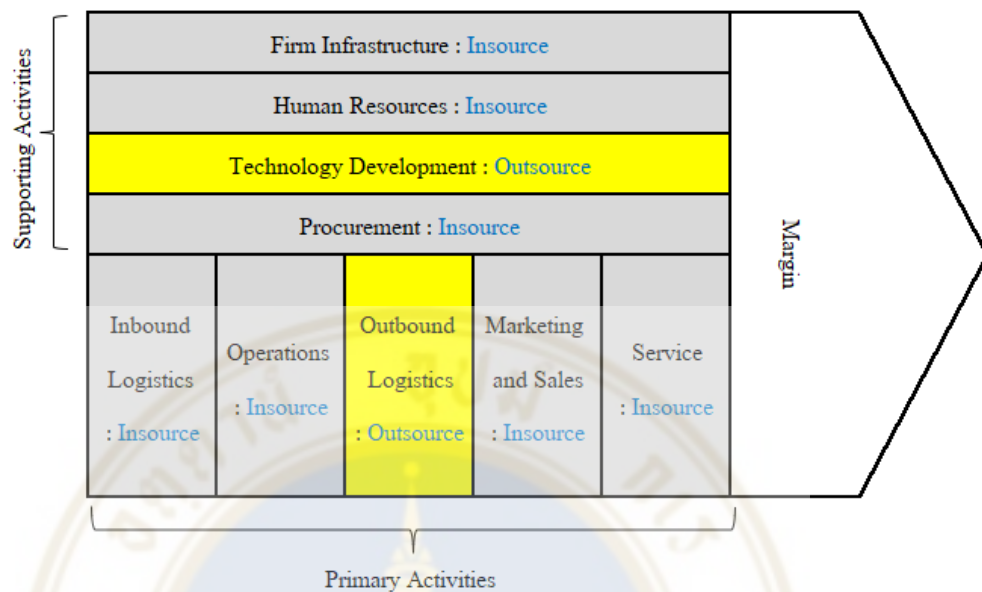 Supporting Activities
Firm Infrastructure : Insource
Human Resources : Insource
Technology Development : Outsource
Procurement : Insource
Margin
Inbound
Logistics
: Insource
Operations
: Insource
Outbound
Logistics
: Outsource
Marketing
and Sales
: Insource
Service
: Insource
Primary Activities